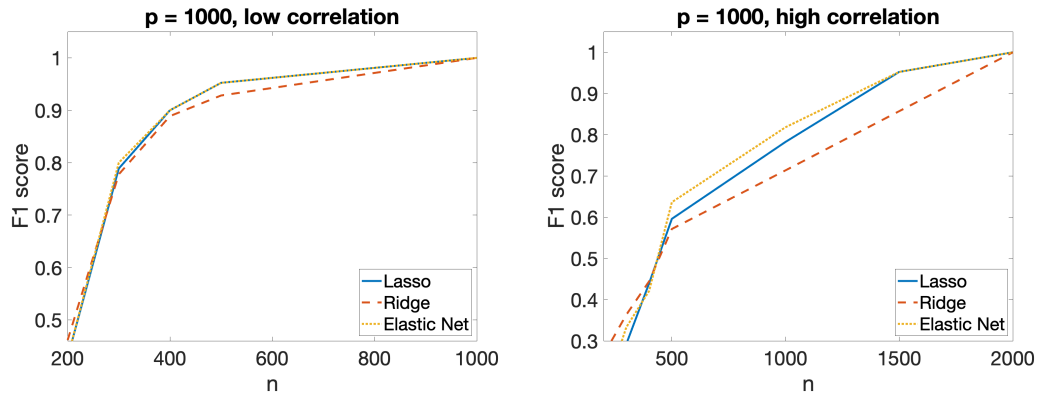 p = 1000, low correlation
F1 score
1
0.9
0.8
0.7
0.6
0.5
200 400 600 800 1000
n
Lasso
Ridge
Elastic Net
p = 1000, high correlation
F1 score
1
0.9
0.8
0.7
0.6
0.5
0.4
0.3
500 1000 1500 2000
n
Lasso
Ridge
Elastic Net